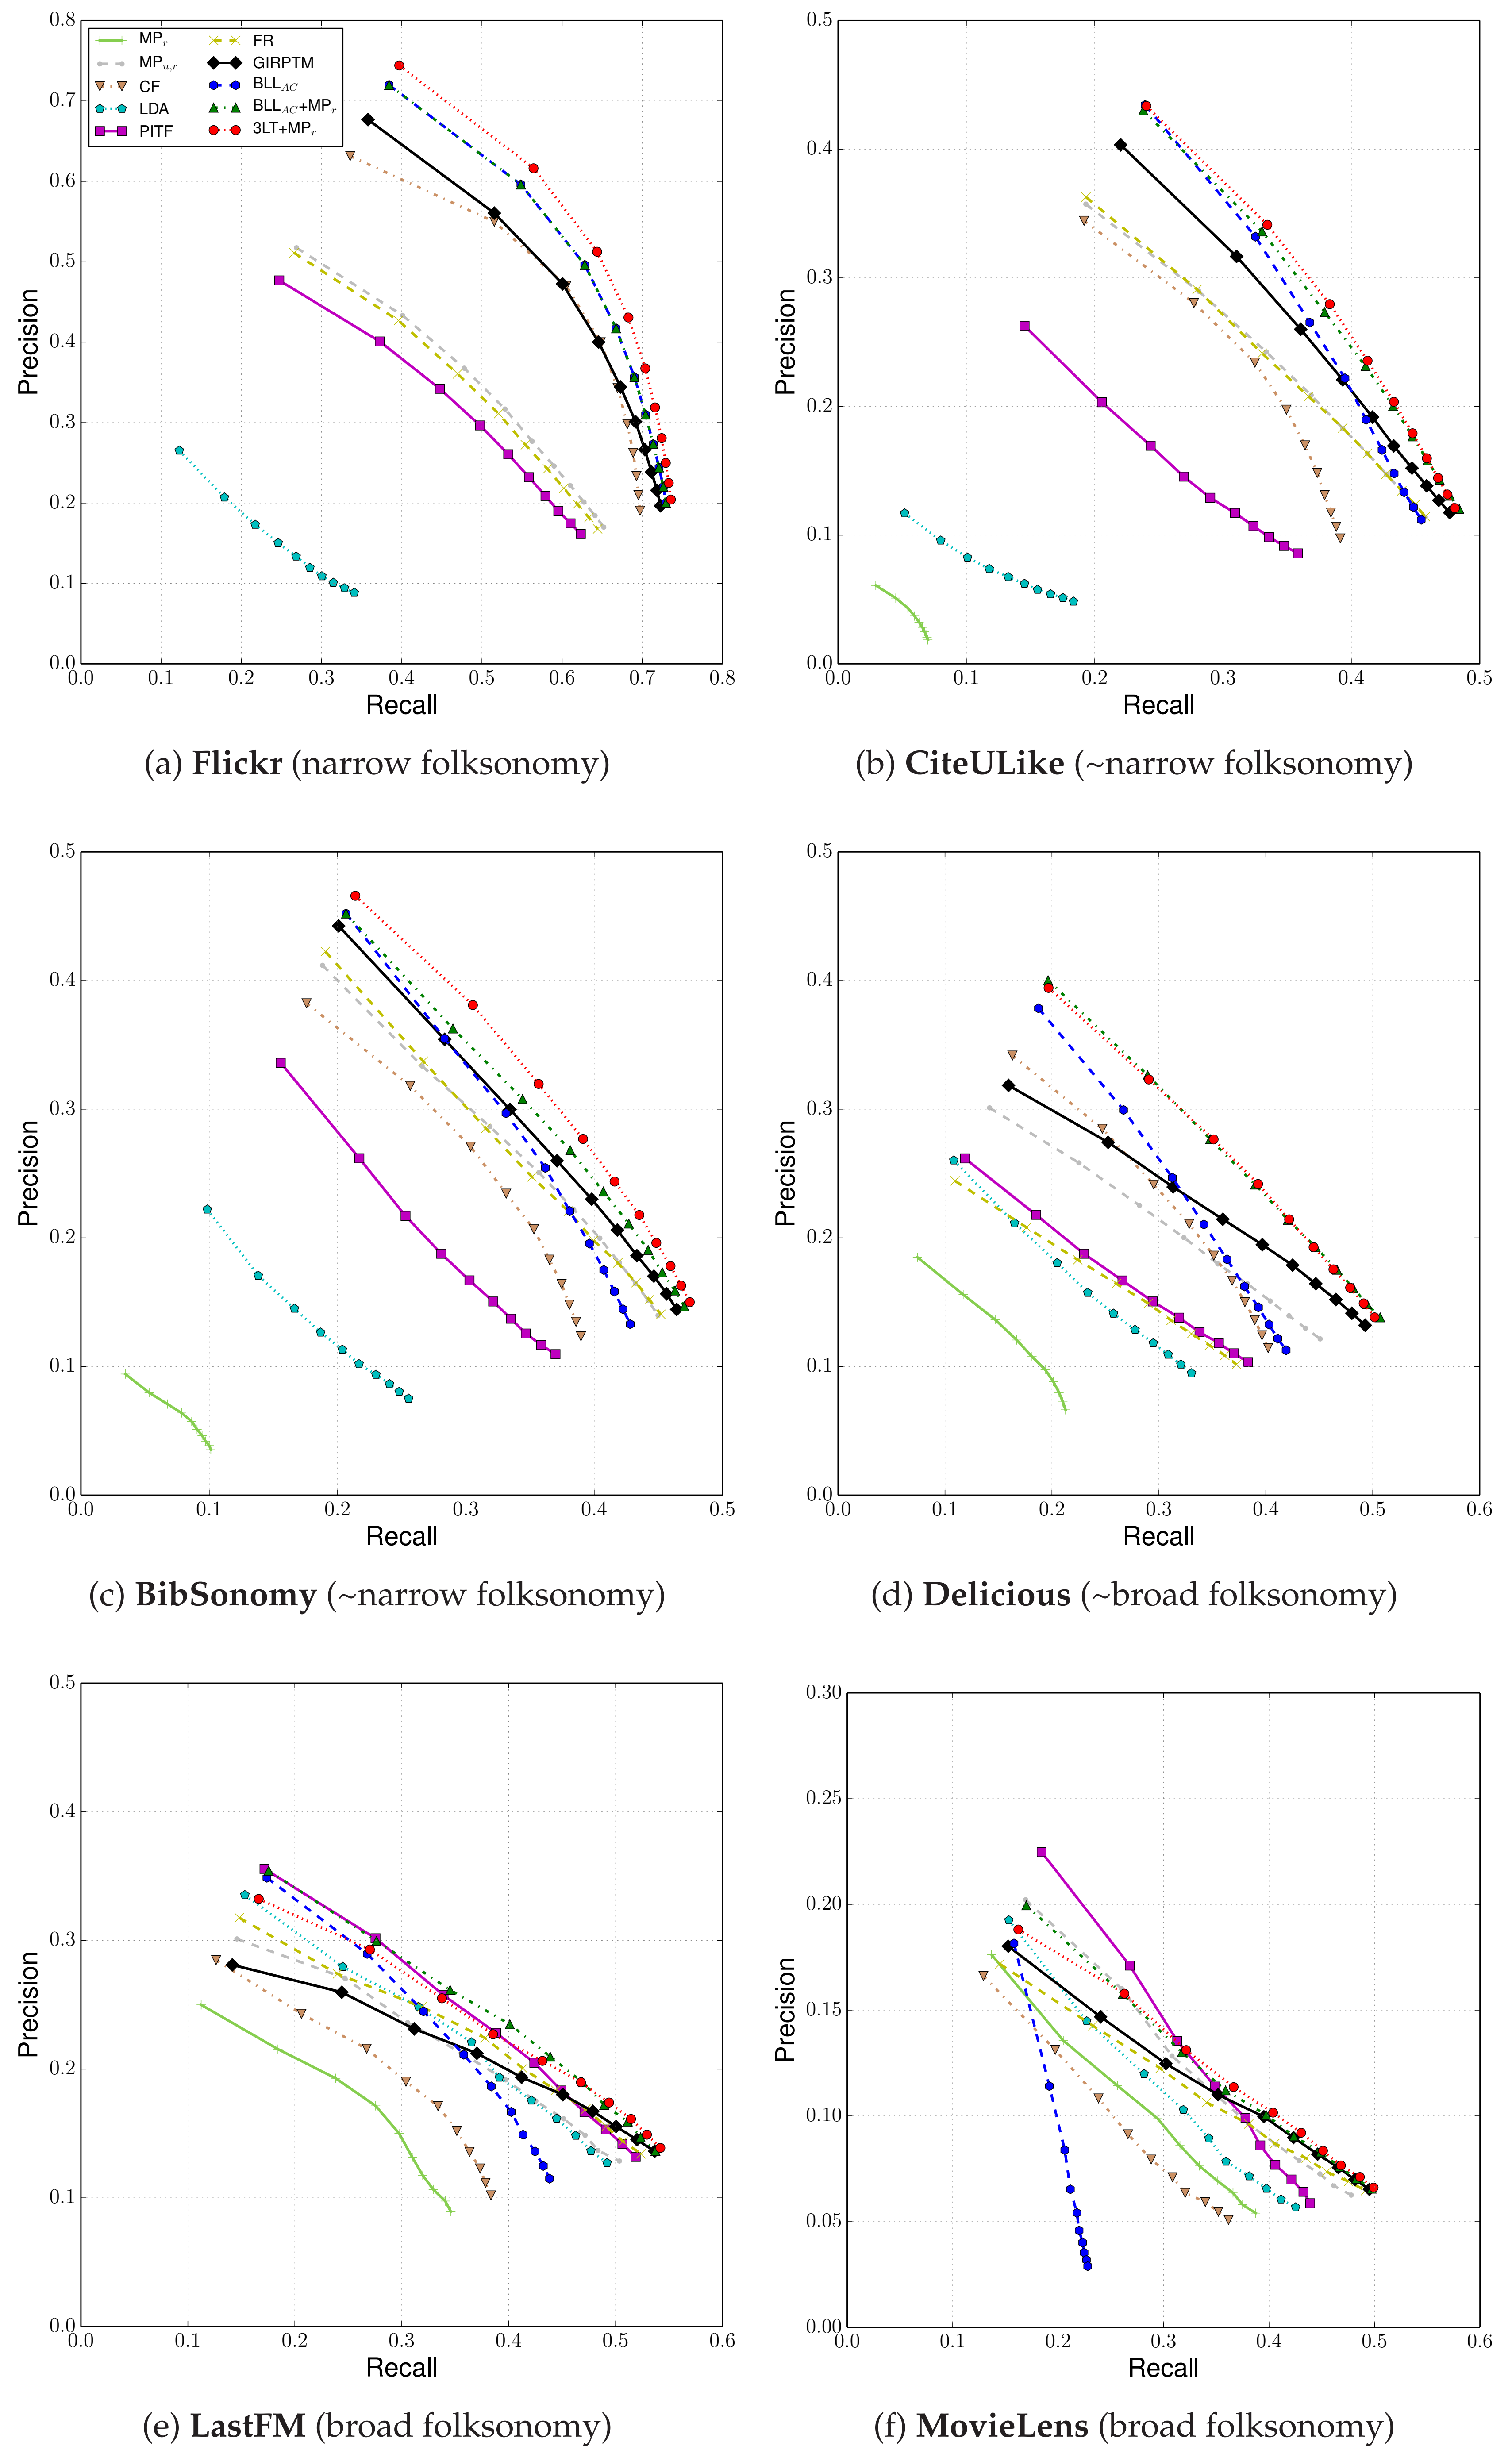 0.8
0.7
0.6
0.5
0.4
0.3
0.2
0.1
0.0
Precision
MPr
MPu,r
CF
LDA
PITF
FR
GIRPTM
BLLAC
BLLAC+MPr
3LT+MPr
0.0 0.1 0.2 0.3 0.4 0.5 0.6 0.7 0.8
Recall
(a) Flickr (narrow folksonomy)
0.5
0.4
0.3
0.2
0.1
0.0
Precision
0.0 0.1 0.2 0.3 0.4 0.5
Recall
(b) CiteULike (~narrow folksonomy)
0.5
0.4
0.3
0.2
0.1
0.0
Precision
0.0 0.1 0.2 0.3 0.4 0.5
Recall
(c) BibSonomy (~narrow folksonomy)
0.5
0.4
0.3
0.2
0.1
0.0
Precision
0.0 0.1 0.2 0.3 0.4 0.5 0.6
Recall
(d) Delicious (~broad folksonomy)
0.5
0.4
0.3
0.2
0.1
0.0
Precision
0.0 0.1 0.2 0.3 0.4 0.5 0.6
Recall
(e) LastFM (broad folksonomy)
0.30
0.25
0.20
0.15
0.10
0.05
0.00
Precision
0.0 0.1 0.2 0.3 0.4 0.5 0.6
Recall
(f) MovieLens (broad folksonomy)